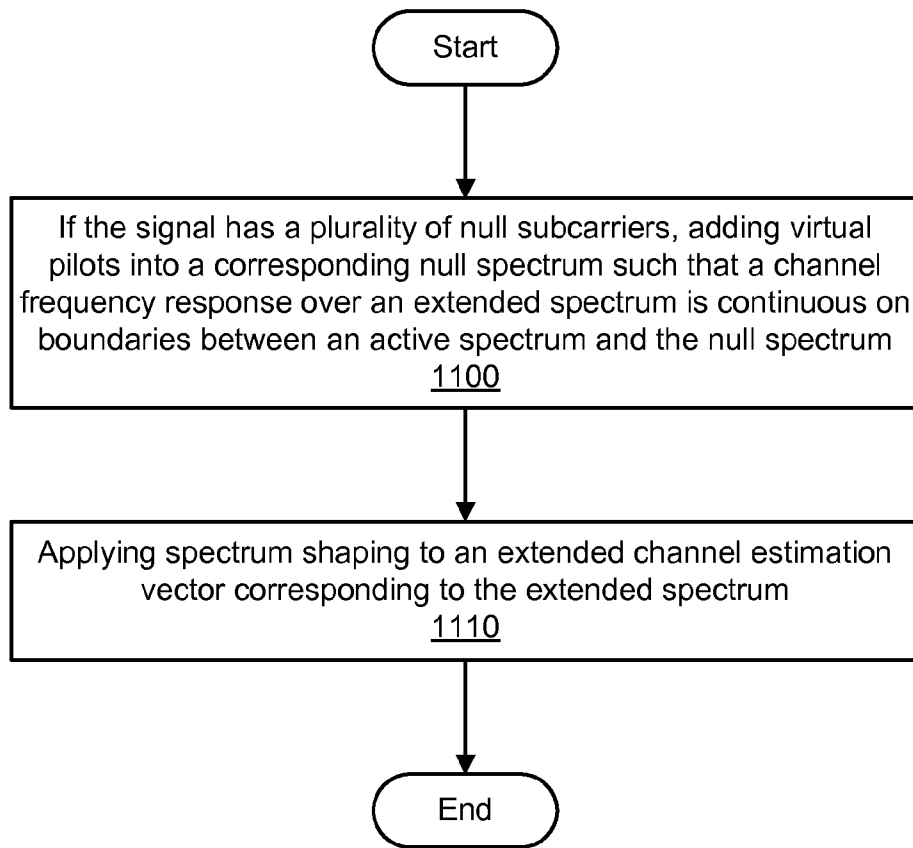 Start
If the signal has a plurality of null subcarriers, adding virtual
pilots into a corresponding null spectrum such that a channel
frequency response over an extended spectrum is continuous on
boundaries between an active spectrum and the null spectrum
1100
Applying spectrum shaping to an extended channel estimation
vector corresponding to the extended spectrum
1110
End